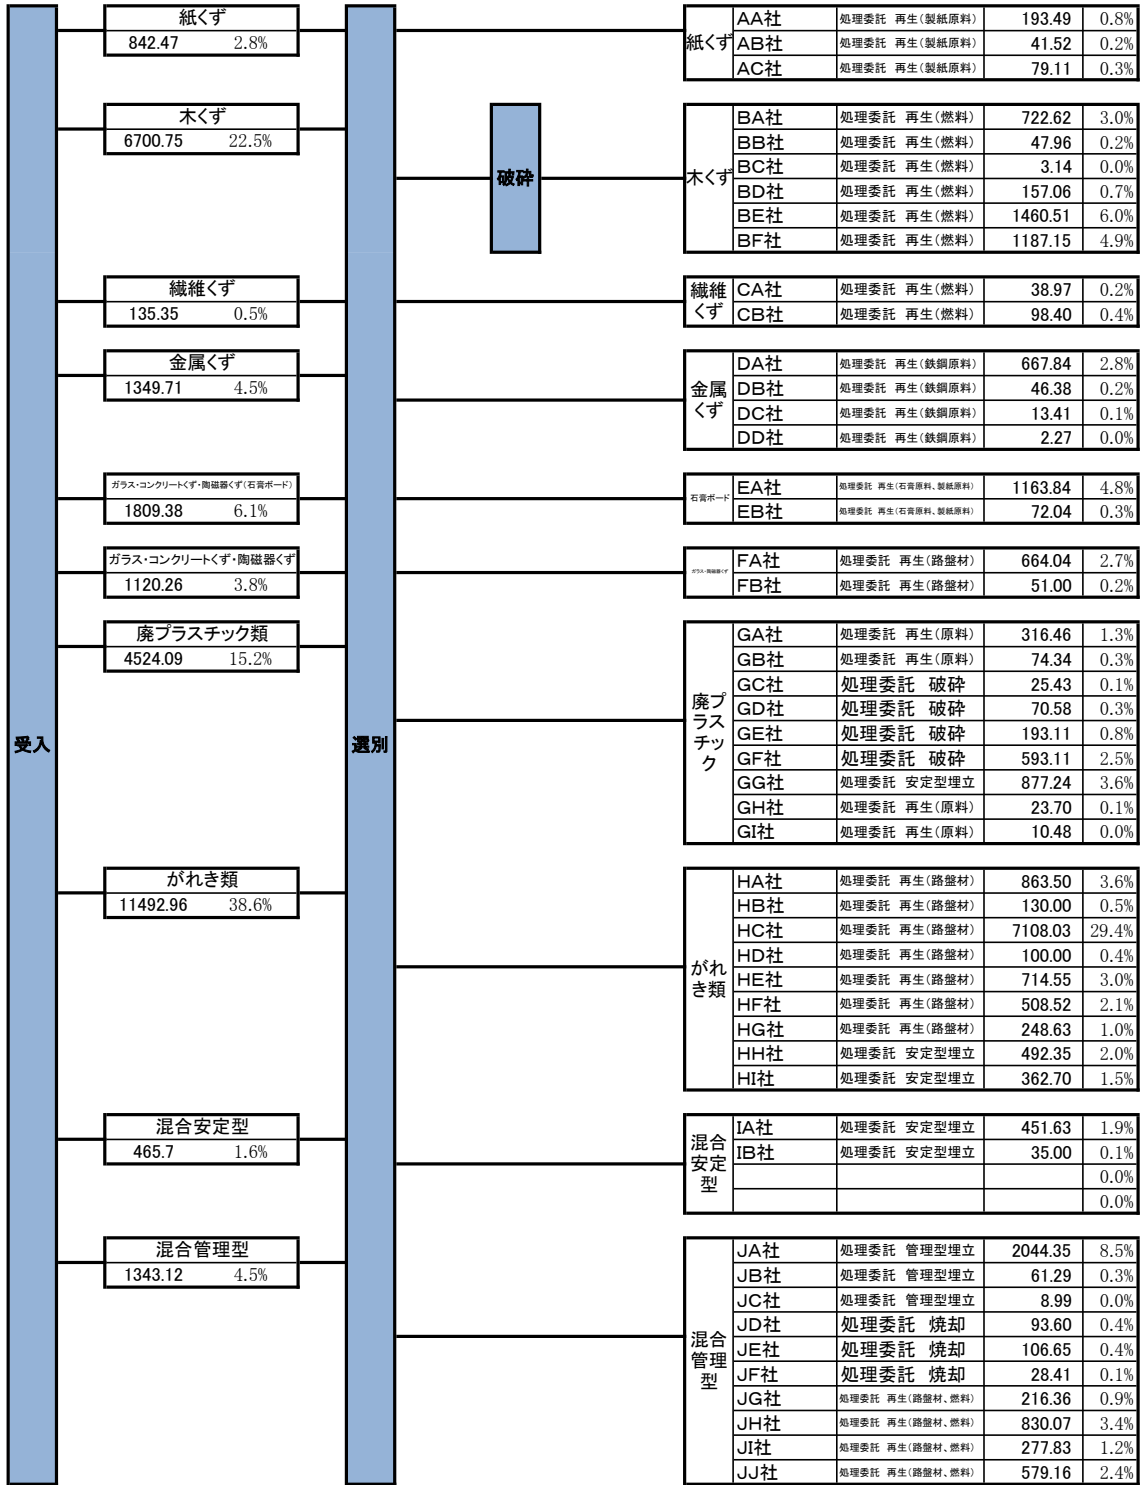 受入
選別
破砕
紙くず
842.47 2.8%
木くず
6700.75 22.5%
繊維くず
135.35 0.5%
金属くず
1349.71 4.5%
ガラス・コンクリートくず・陶磁器くず(石膏ボード)
1809.38 6.1%
ガラス・コンクリートくず・陶磁器くず
1120.26 3.8%
廃プラスチック類
4524.09 15.2%
がれき類
11492.96 38.6%
混合安定型
465.7 1.6%
混合管理型
1343.12 4.5%
紙くず
AA社 処理委託 再生(製紙原料) 193.49 0.8%
AB社 処理委託 再生(製紙原料) 41.52 0.2%
AC社 処理委託 再生(製紙原料) 79.11 0.3%
木くず
BA社 処理委託 再生(燃料) 722.62 3.0%
BB社 処理委託 再生(燃料) 47.96 0.2%
BC社 処理委託 再生(燃料) 3.14 0.0%
BD社 処理委託 再生(燃料) 157.06 0.7%
BE社 処理委託 再生(燃料) 1460.51 6.0%
BF社 処理委託 再生(燃料) 1187.15 4.9%
繊維
くず
CA社 処理委託 再生(燃料) 38.97 0.2%
CB社 処理委託 再生(燃料) 98.40 0.4%
金属
くず
DA社 処理委託 再生(鉄鋼原料) 667.84 2.8%
DB社 処理委託 再生(鉄鋼原料) 46.38 0.2%
DC社 処理委託 再生(鉄鋼原料) 13.41 0.1%
DD社 処理委託 再生(鉄鋼原料) 2.27 0.0%
石膏ボード
EA社 処理委託 再生(石膏原料、製紙原料) 1163.84 4.8%
EB社 処理委託 再生(石膏原料、製紙原料) 72.04 0.3%
ガラス・陶磁器くず
FA社 処理委託 再生(路盤材) 664.04 2.7%
FB社 処理委託 再生(路盤材) 51.00 0.2%
廃プ
ラス
チッ
ク
GA社 処理委託 再生(原料) 316.46 1.3%
GB社 処理委託 再生(原料) 74.34 0.3%
GC社 処理委託 破砕 25.43 0.1%
GD社 処理委託 破砕 70.58 0.3%
GE社 処理委託 破砕 193.11 0.8%
GF社 処理委託 破砕 593.11 2.5%
GG社 処理委託 安定型埋立 877.24 3.6%
GH社 処理委託 再生(原料) 23.70 0.1%
GI社 処理委託 再生(原料) 10.48 0.0%
がれ
き類
HA社 処理委託 再生(路盤材) 863.50 3.6%
HB社 処理委託 再生(路盤材) 130.00 0.5%
HC社 処理委託 再生(路盤材) 7108.03 29.4%
HD社 処理委託 再生(路盤材) 100.00 0.4%
HE社 処理委託 再生(路盤材) 714.55 3.0%
HF社 処理委託 再生(路盤材) 508.52 2.1%
HG社 処理委託 再生(路盤材) 248.63 1.0%
HH社 処理委託 安定型埋立 492.35 2.0%
HI社 処理委託 安定型埋立 362.70 1.5%
混合
安定
型
IA社 処理委託 安定型埋立 451.63 1.9%
IB社 処理委託 安定型埋立 35.00 0.1%
0.0%
0.0%
混合
管理
型
JA社 処理委託 管理型埋立 2044.35 8.5%
JB社 処理委託 管理型埋立 61.29 0.3%
JC社 処理委託 管理型埋立 8.99 0.0%
JD社 処理委託 焼却 93.60 0.4%
JE社 処理委託 焼却 106.65 0.4%
JF社 処理委託 焼却 28.41 0.1%
JG社 処理委託 再生(路盤材、燃料) 216.36 0.9%
JH社 処理委託 再生(路盤材、燃料) 830.07 3.4%
JI社 処理委託 再生(路盤材、燃料) 277.83 1.2%
JJ社 処理委託 再生(路盤材、燃料) 579.16 2.4%